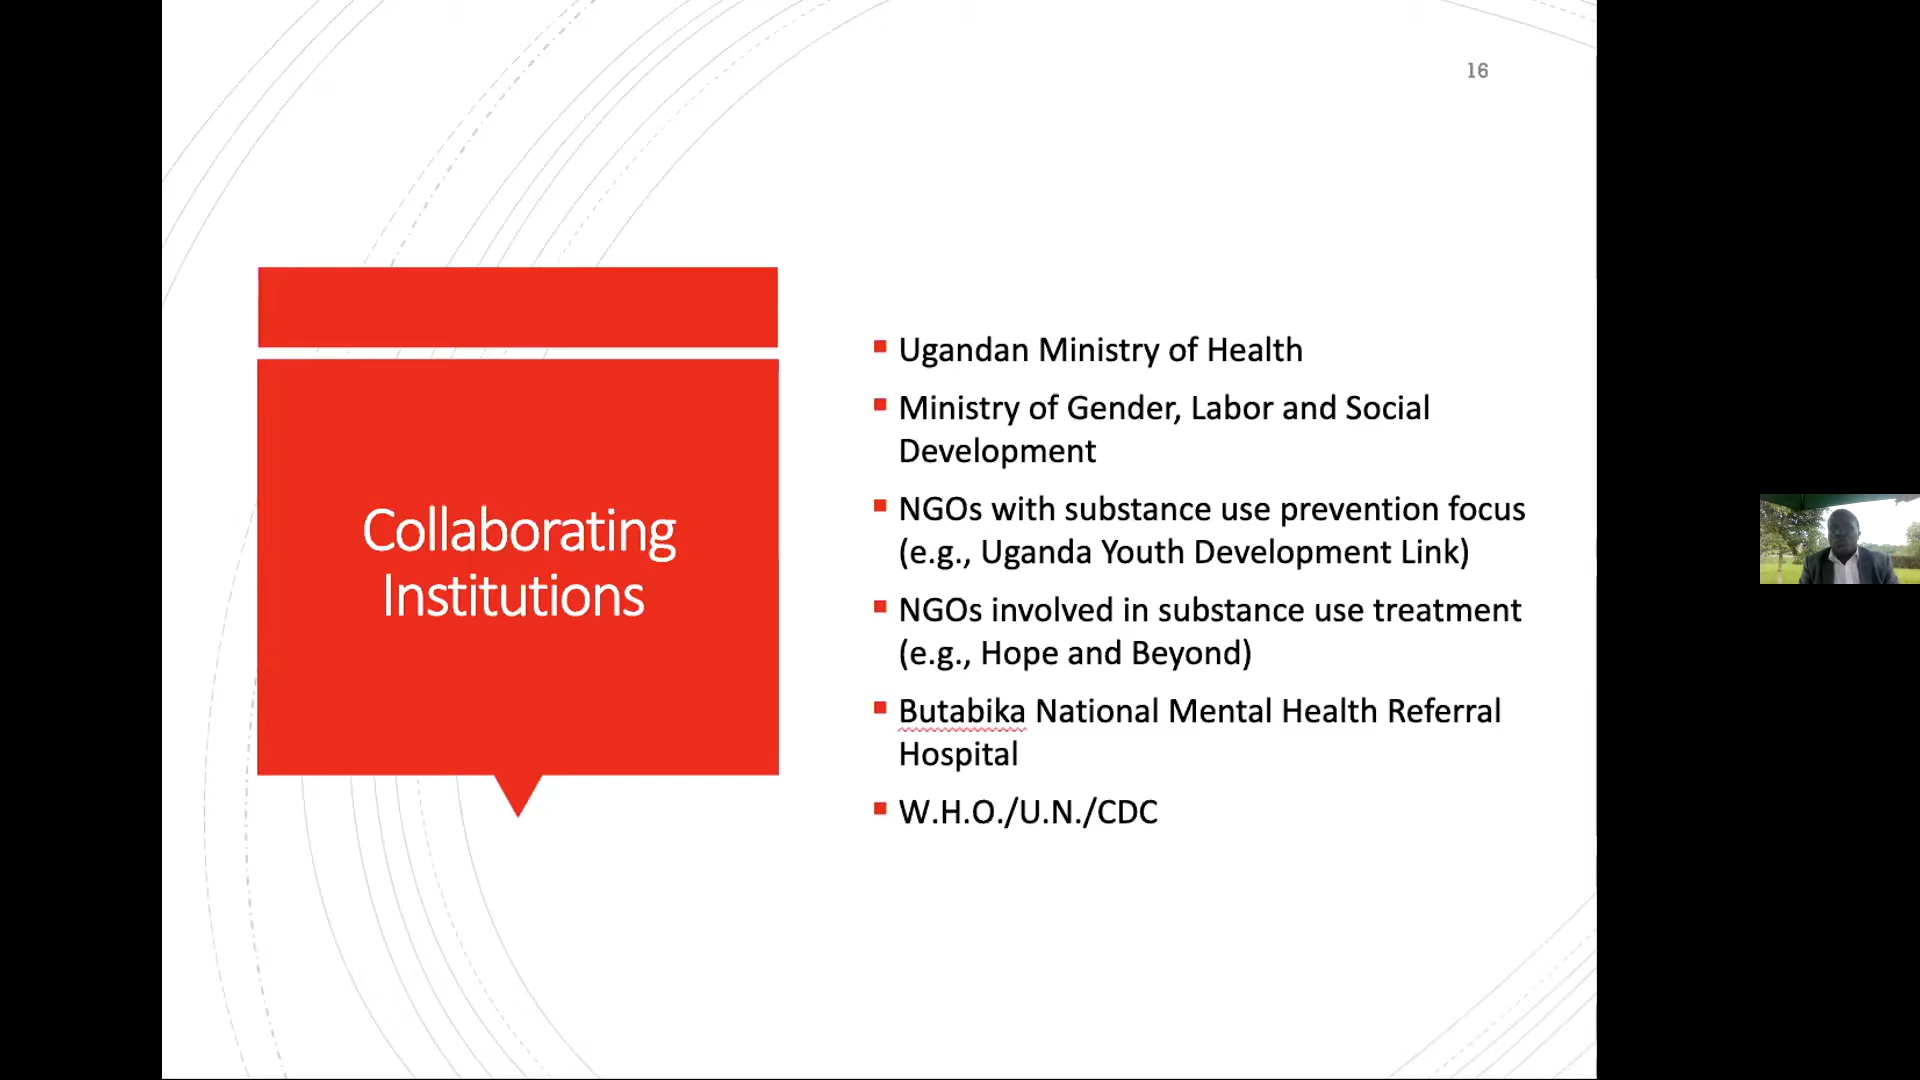 16
Collaborating
Institutions
Ugandan Ministry of Health
Ministry of Gender, Labor and Social
Development
NGOs with substance use prevention focus
(e.g., Uganda Youth Development Link)
NGOs involved in substance use treatment
(e.g., Hope and Beyond)
Butabika National Mental Health Referral
Hospital
W.H.O./U.N./CDC